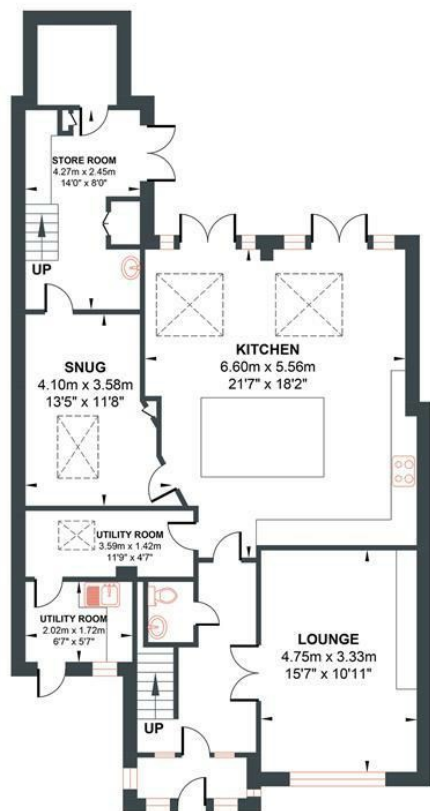 STORE ROOM
4.27m x 2.45m
14'0" x 8'0"
UP
KITCHEN
6.60m x 5.56m
21'7" x 18'2"
SNUG
4.10m x 3.58m
13'5" x 11'8"
UTILITY ROOM
3.59m x 1.42m
11'9" x 4'7"
UTILITY ROOM
2.02m x 1.72m
6'7" x 5'7"
LOUNGE
4.75m x 3.33m
15'7" x 10'11"
UP